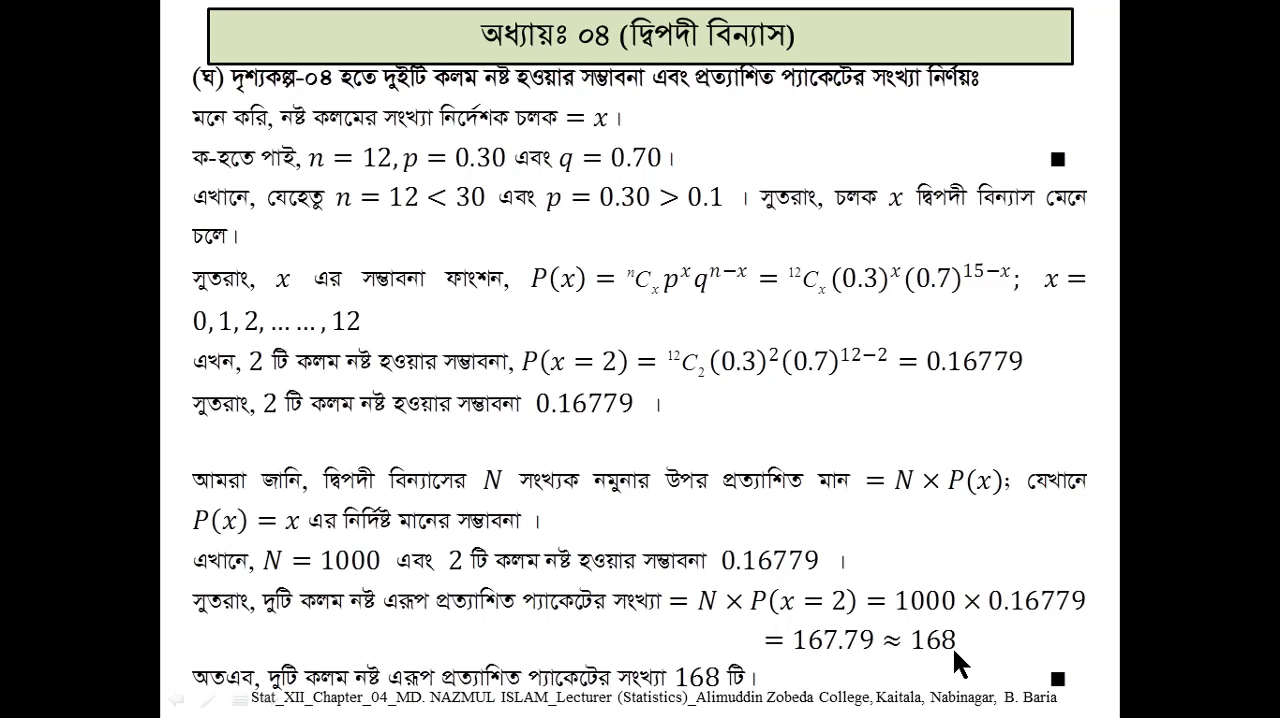 অধ্যায়ঃ ০৪ (দ্বিপদী বিন্যাস)
(ঘ) দৃশ্যকল্প-০৪ হতে দুইটি কলম নষ্ট হওয়ার সম্ভাবনা এবং প্রত্যাশিত প্যাকেটের সংখ্যা নির্ণয়ঃ
মনে করি, নষ্ট কলমের সংখ্যা নির্দেশক চলক = x ।
ক-হতে পাই, n = 12, p = 0.30 এবং q = 0.70 ।
এখানে, যেহেতু n = 12 < 30 এবং p = 0.30 > 0.1 । সুতরাং, চলক x দ্বিপদী বিন্যাস মেনে
চলে।
সুতরাং, x এর সম্ভাবনা ফাংশন, P(x) = ⁿCₓ pˣqⁿ⁻ˣ = ¹²Cₓ (0.3)ˣ(0.7)¹⁵⁻ˣ; x =
0, 1, 2, … …, 12
এখন, 2 টি কলম নষ্ট হওয়ার সম্ভাবনা, P(x = 2) = ¹²C₂ (0.3)²(0.7)¹²⁻² = 0.16779
সুতরাং, 2 টি কলম নষ্ট হওয়ার সম্ভাবনা 0.16779 ।
আমরা জানি, দ্বিপদী বিন্যাসের N সংখ্যক নমুনার উপর প্রত্যাশিত মান = N × P(x); যেখানে
P(x) = x এর নির্দিষ্ট মানের সম্ভাবনা ।
এখানে, N = 1000 এবং 2 টি কলম নষ্ট হওয়ার সম্ভাবনা 0.16779 ।
সুতরাং, দুটি কলম নষ্ট এরূপ প্রত্যাশিত প্যাকেটের সংখ্যা = N × P(x = 2) = 1000 × 0.16779
= 167.79 ≈ 168
অতএব, দুটি কলম নষ্ট এরূপ প্রত্যাশিত প্যাকেটের সংখ্যা 168 টি।
Stat_XII_Chapter_04_MD. NAZMUL ISLAM_Lecturer (Statistics)_Alimuddin Zobeda College, Kaitala, Nabinagar, B. Baria